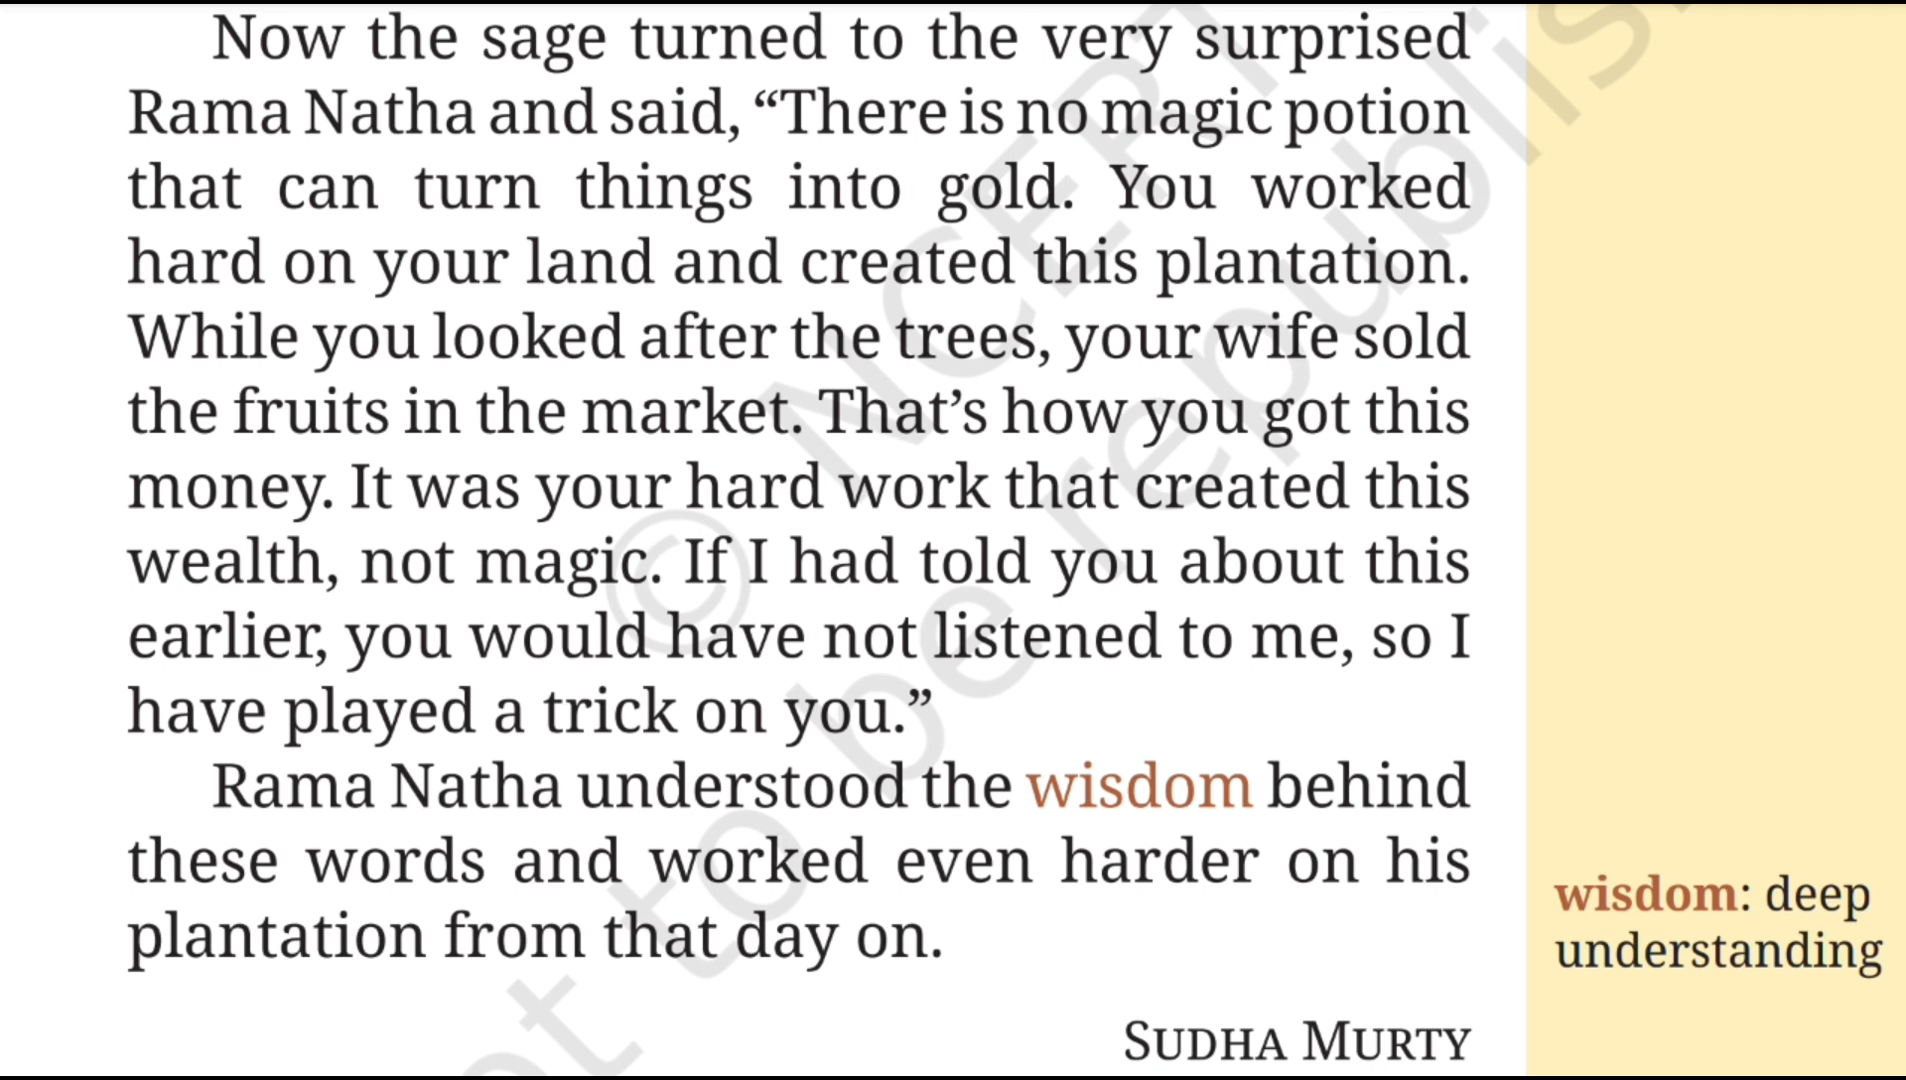 Now the sage turned to the very surprised
Rama Natha and said, “There is no magic potion
that can turn things into gold. You worked
hard on your land and created this plantation.
While you looked after the trees, your wife sold
the fruits in the market. That’s how you got this
money. It was your hard work that created this
wealth, not magic. If I had told you about this
earlier, you would have not listened to me, so I
have played a trick on you.”
Rama Natha understood the wisdom behind
these words and worked even harder on his
plantation from that day on.
SUDHA MURTY
wisdom: deep
understanding
© NCERT
to be republis